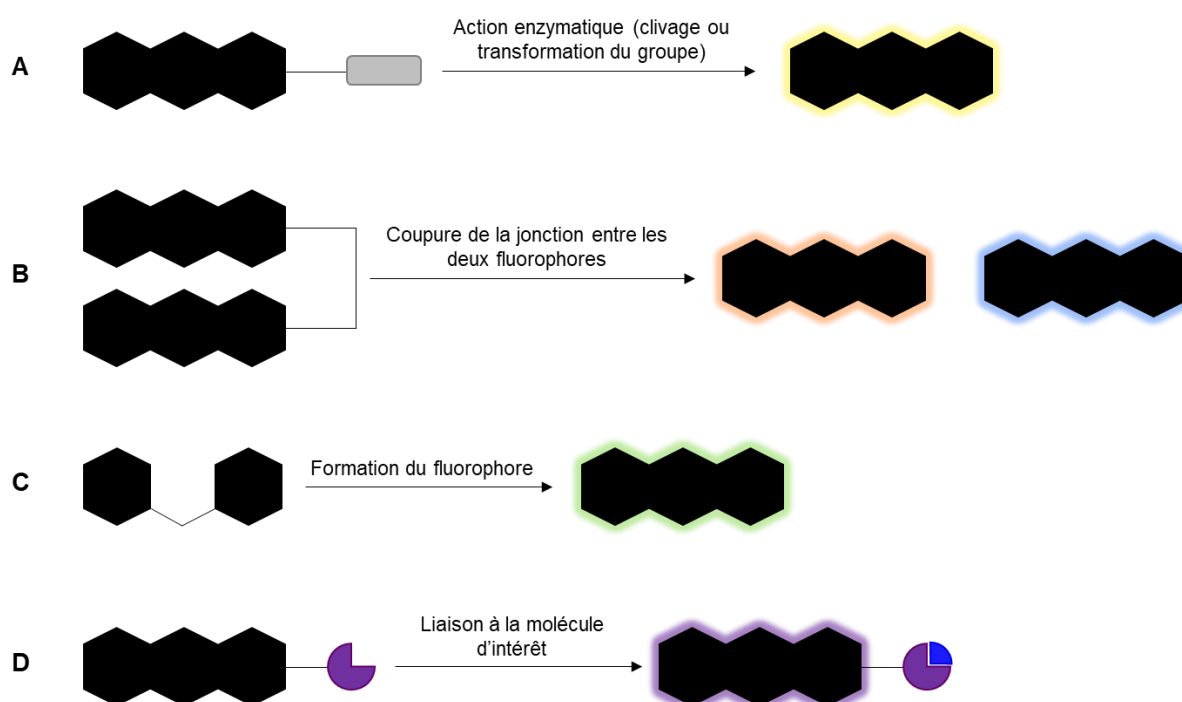 A
Action enzymatique (clivage ou
transformation du groupe)
B
Coupure de la jonction entre les
deux fluorophores
C
Formation du fluorophore
D
Liaison à la molécule
d'intérêt